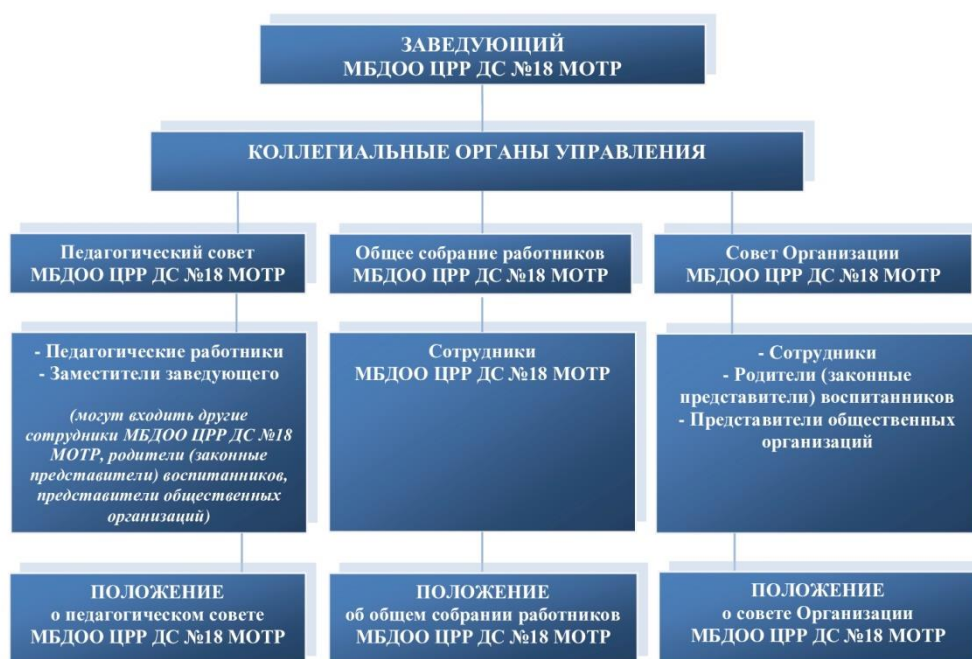 ЗАВЕДУЮЩИЙ
МБДОО ЦРР ДС №18 МОТР
КОЛЛЕГИАЛЬНЫЕ ОРГАНЫ УПРАВЛЕНИЯ
Педагогический совет
МБДОО ЦРР ДС №18 МОТР
Общее собрание работников
МБДОО ЦРР ДС №18 МОТР
Совет Организации
МБДОО ЦРР ДС №18 МОТР
- Педагогические работники
- Заместители заведующего
(могут входить другие
сотрудники МБДОО ЦРР ДС №18
МОТР, родители (законные
представители) воспитанников,
представители общественных
организаций)
Сотрудники
МБДОО ЦРР ДС №18 МОТР
- Сотрудники
- Родители (законные
представители) воспитанников
- Представители общественных
организаций
ПОЛОЖЕНИЕ
о педагогическом совете
МБДОО ЦРР ДС №18 МОТР
ПОЛОЖЕНИЕ
об общем собрании работников
МБДОО ЦРР ДС №18 МОТР
ПОЛОЖЕНИЕ
о совете Организации
МБДОО ЦРР ДС №18 МОТР